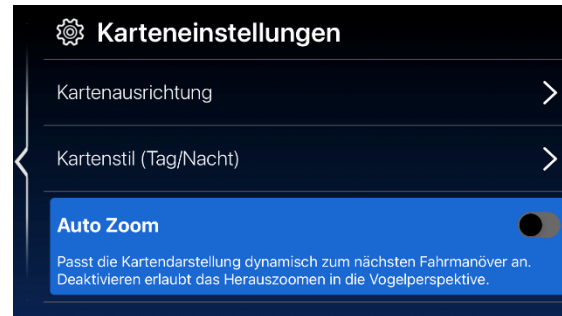 Karteneinstellungen
Kartenausrichtung
Kartenstil (Tag/Nacht)
Auto Zoom
Passt die Kartendarstellung dynamisch zum nächsten Fahrmanöver an.
Deaktivieren erlaubt das Herauszoomen in die Vogelperspektive.